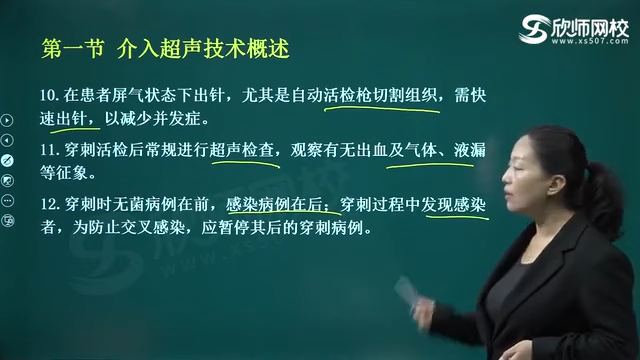 欣师网校
www.xs507.com
第一节 介入超声技术概述
10.在患者屏气状态下出针，尤其是自动活检枪切割组织，需快
速出针，以减少并发症。
11.穿刺活检后常规进行超声检查，观察有无出血及气体、液漏
等征象。
12.穿刺时无菌病例在前，感染病例在后；穿刺过程中发现感染
者，为防止交叉感染，应暂停其后的穿刺病例。
欣师网校